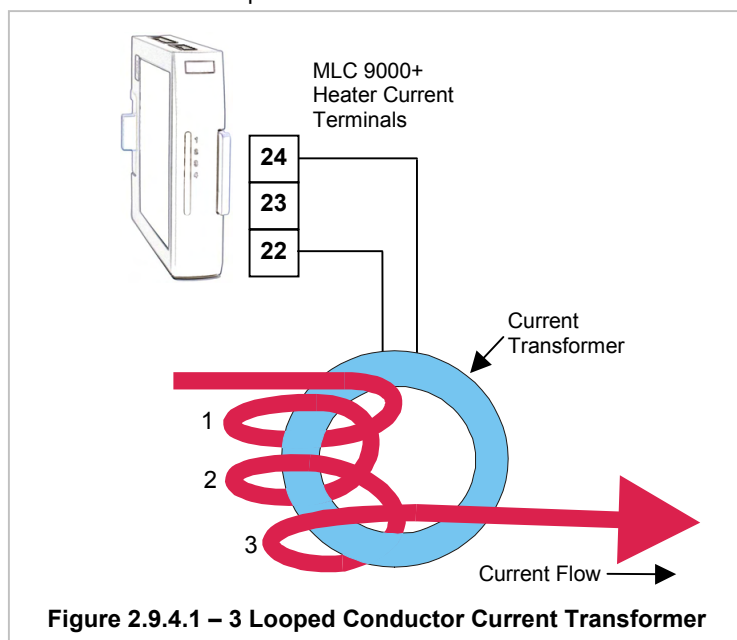 MLC 9000+
Heater Current
Terminals
24
23
22
Current
Transformer
1
2
3
Current Flow
Figure 2.9.4.1 – 3 Looped Conductor Current Transformer